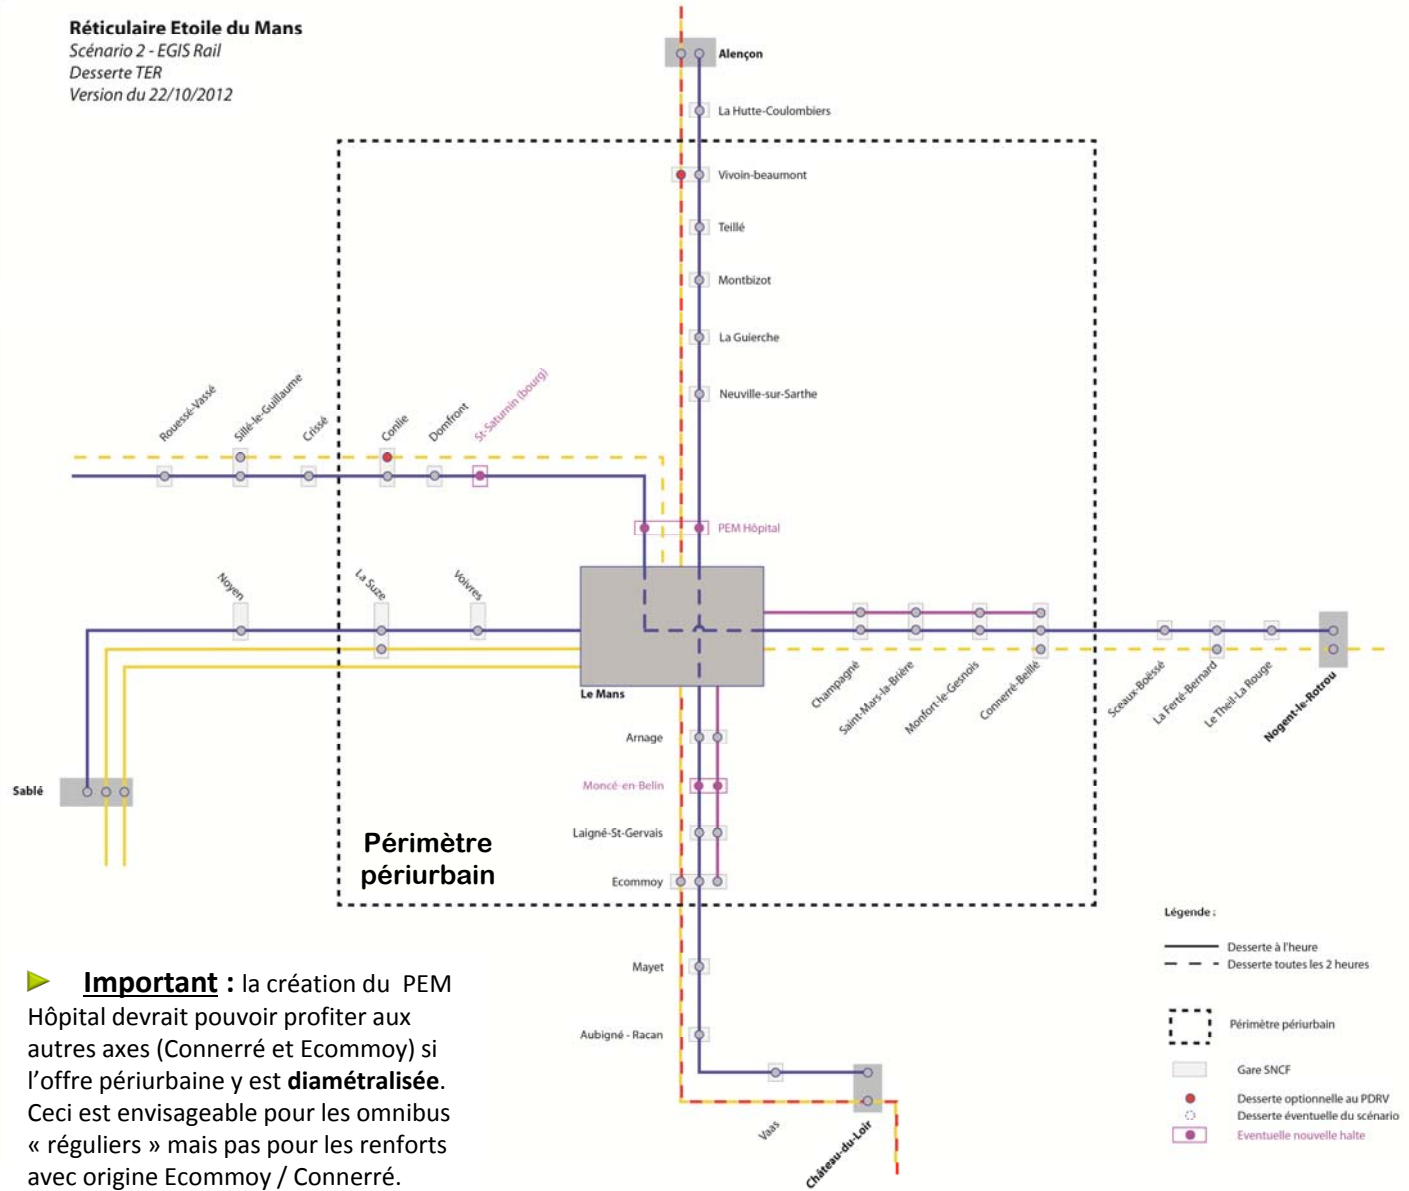 Réticulaire Etoile du Mans
Scénario 2 - EGIS Rail
Desserte TER
Version du 22/10/2012
Alençon
La Hutte-Coulombiers
Vivoin-beaumont
Teillé
Montbizot
La Guierche
Neuville-sur-Sarthe
Rouessé-Vassé
Sillé-le-Guillaume
Crissé
Conlie
Domfront
St-Saturnin (bourg)
PEM Hôpital
Noyen
La Suze
Voivres
Le Mans
Champagné
Saint-Mars-la-Brière
Monfort-le-Gesnois
Connerré-Beillé
Sceaux-Boëssé
La Ferté-Bernard
Le Theil-La Rouge
Nogent-le-Rotrou
Sablé
Arnage
Moncé-en-Belin
Laigné-St-Gervais
Ecommoy
Périmètre
périurbain
Mayet
Aubigné - Racan
Vaas
Château-du-Loir
Légende :
Desserte à l'heure
Desserte toutes les 2 heures
Périmètre périurbain
Gare SNCF
Desserte optionnelle au PDRV
Desserte éventuelle du scénario
Eventuelle nouvelle halte
Important : la création du PEM
Hôpital devrait pouvoir profiter aux
autres axes (Connerré et Ecommoy) si
l'offre périurbaine y est diamétralisée.
Ceci est envisageable pour les omnibus
« réguliers » mais pas pour les renforts
avec origine Ecommoy / Connerré.